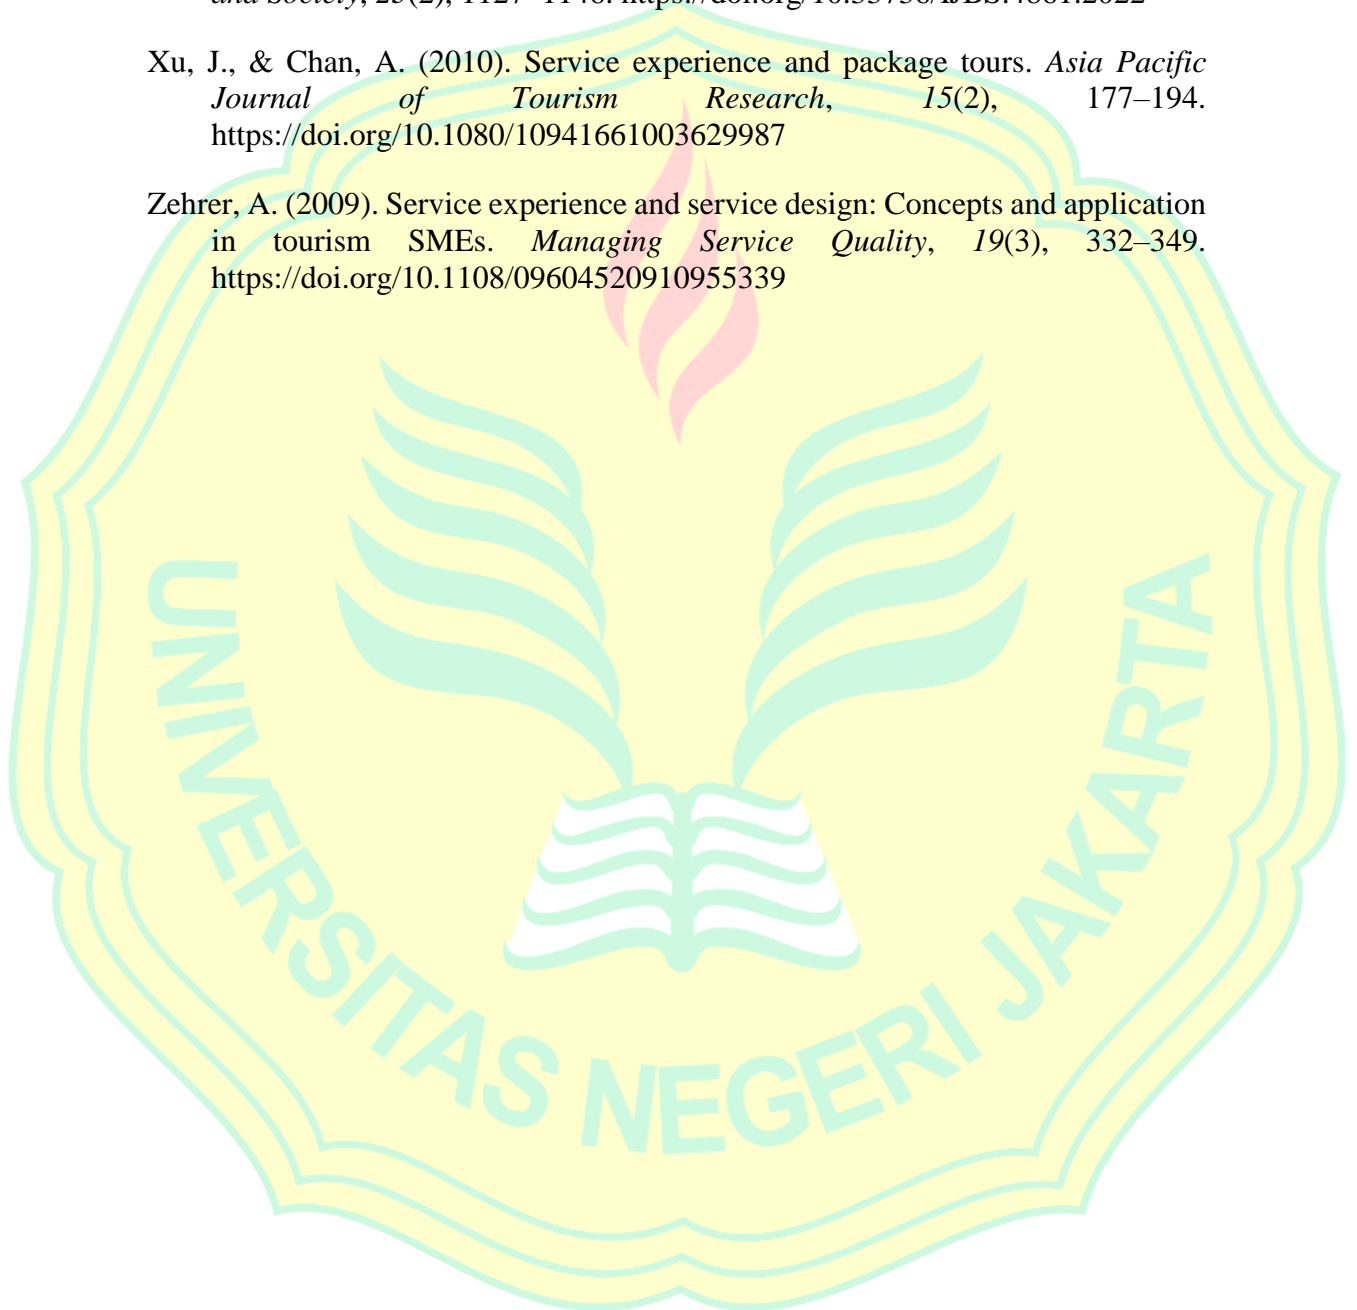 and Society,
Xu, J., & Chan, A. (2010). Service experience and package tours. Asia Pacific
Journal of Tourism Research, 15(2), 177–194.
https://doi.org/10.1080/10941661003629987
Zehrer, A. (2009). Service experience and service design: Concepts and application
in tourism SMEs. Managing Service Quality, 19(3), 332–349.
https://doi.org/10.1108/09604520910955339
UNIVERSITAS NEGERI JAKARTA